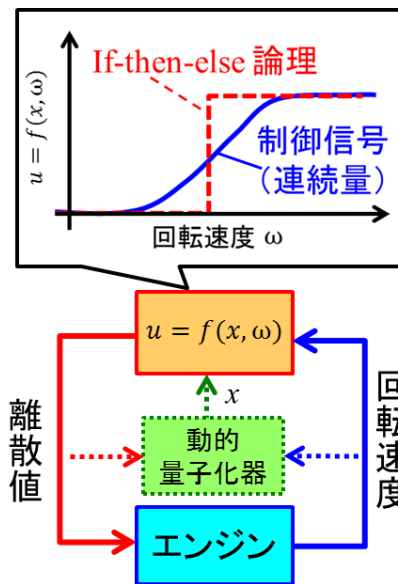 u = f(x, ω)
If-then-else 論理
制御信号
(連続量)
回転速度 ω
u = f(x, ω)
x
離散値
動的
量子化器
回転速度
エンジン